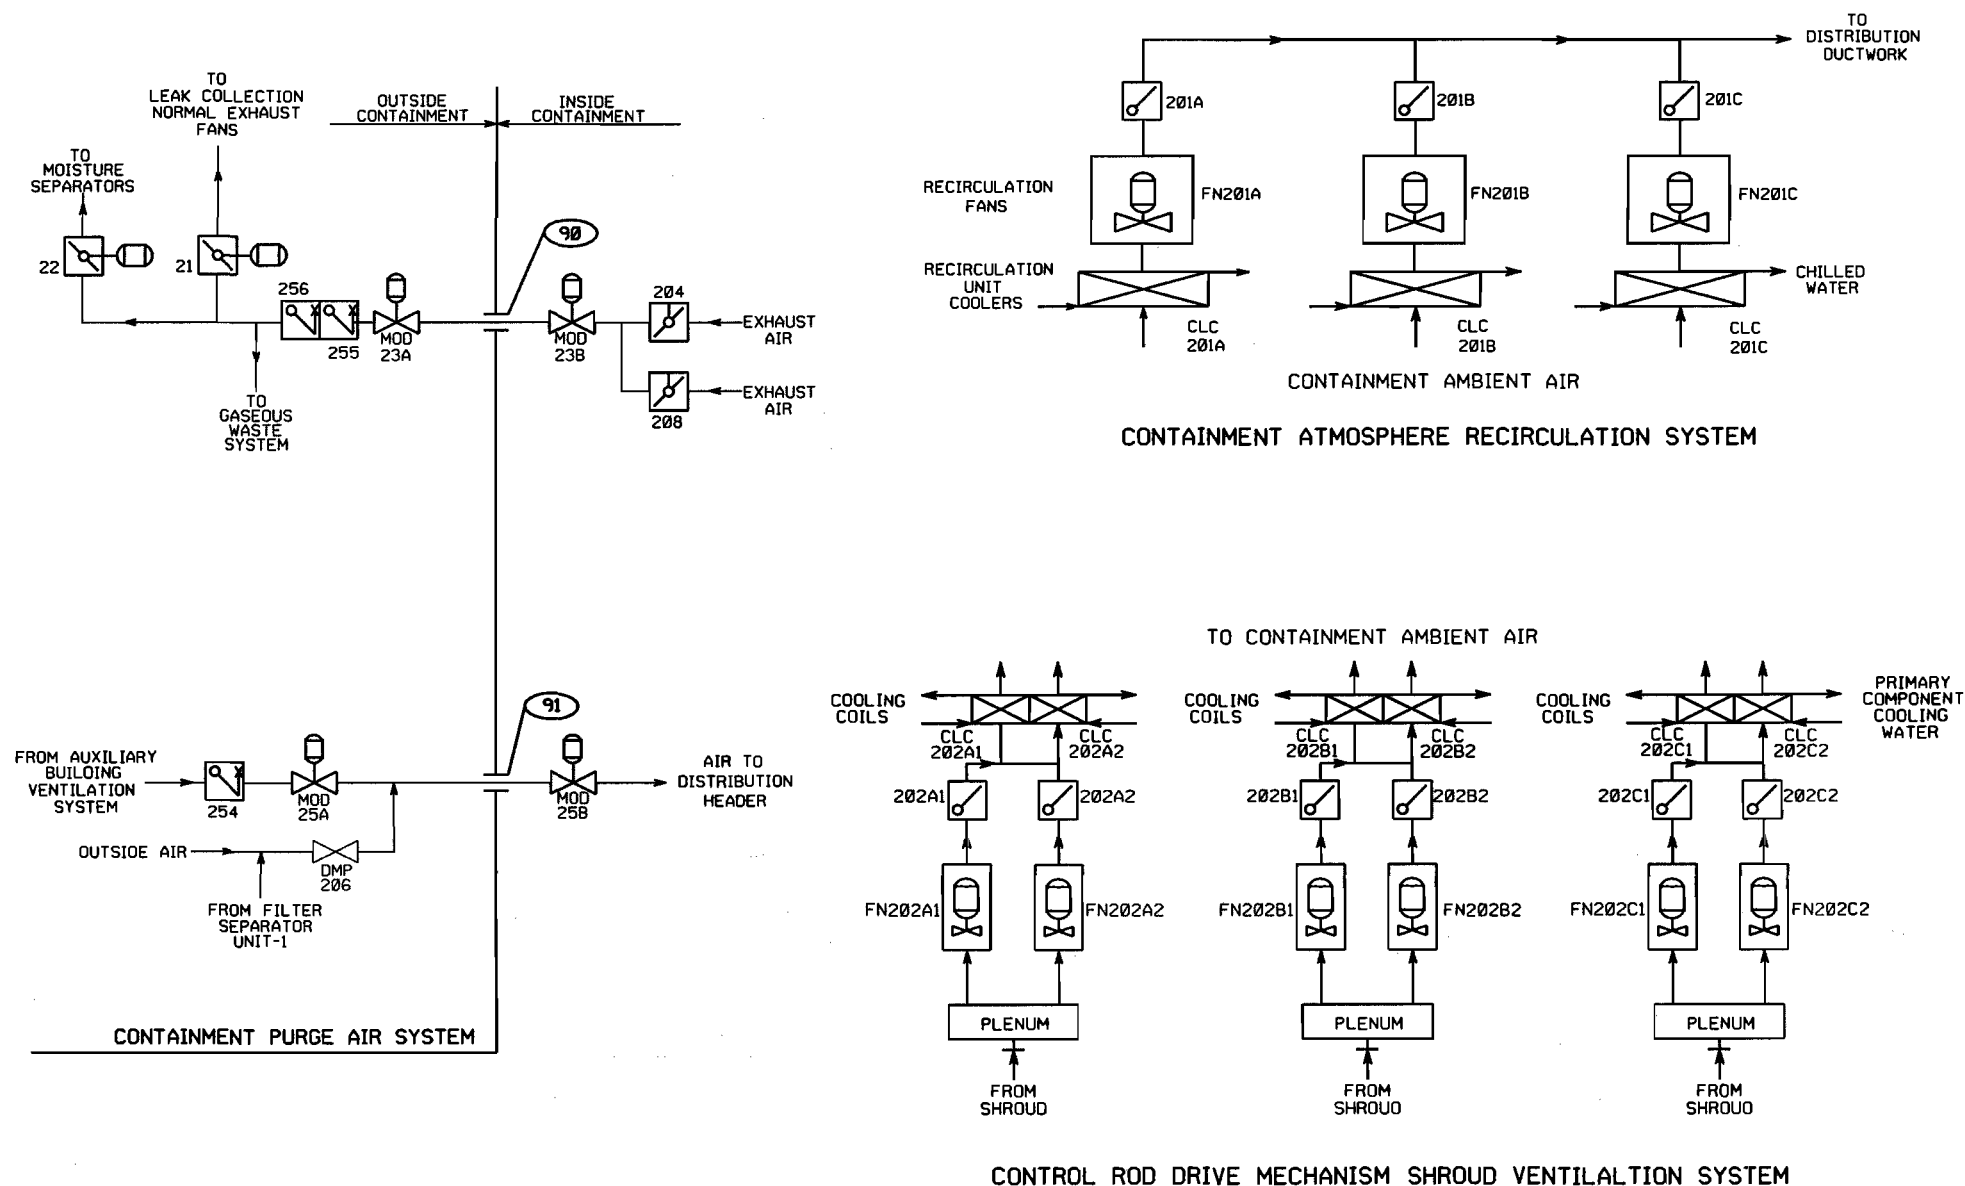 TO
LEAK COLLECTION
NORMAL EXHAUST
FANS
OUTSIDE
CONTAINMENT
INSIDE
CONTAINMENT
TO
MOISTURE
SEPARATORS
22
21
90
256
255
MOD
23A
MOD
23B
204
EXHAUST
AIR
208
EXHAUST
AIR
TO
GASEOUS
WASTE
SYSTEM
91
FROM AUXILIARY
BUILDING
VENTILATION
SYSTEM
254
MOD
25A
MOD
25B
AIR TO
DISTRIBUTION
HEADER
OUTSIDE AIR
DMP
206
FROM FILTER
SEPARATOR
UNIT-1
CONTAINMENT PURGE AIR SYSTEM
TO
DISTRIBUTION
DUCTWORK
201A
201B
201C
RECIRCULATION
FANS
FN201A
FN201B
FN201C
RECIRCULATION
UNIT
COOLERS
CHILLED
WATER
CLC
201A
CLC
201B
CLC
201C
CONTAINMENT AMBIENT AIR
CONTAINMENT ATMOSPHERE RECIRCULATION SYSTEM
TO CONTAINMENT AMBIENT AIR
COOLING
COILS
COOLING
COILS
COOLING
COILS
PRIMARY
COMPONENT
COOLING
WATER
CLC
202A1
CLC
202A2
CLC
202B1
CLC
202B2
CLC
202C1
CLC
202C2
202A1
202A2
202B1
202B2
202C1
202C2
FN202A1
FN202A2
FN202B1
FN202B2
FN202C1
FN202C2
PLENUM
PLENUM
PLENUM
FROM
SHROUD
FROM
SHROUD
FROM
SHROUD
CONTROL ROD DRIVE MECHANISM SHROUD VENTILALTION SYSTEM